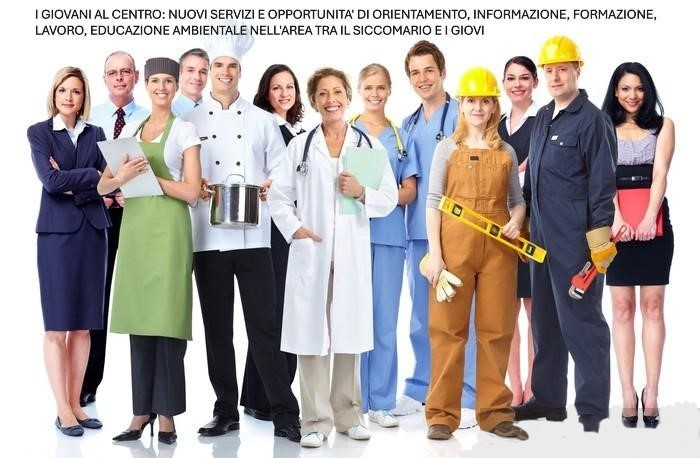 I GIOVANI AL CENTRO: NUOVI SERVIZI E OPPORTUNITA' DI ORIENTAMENTO, INFORMAZIONE, FORMAZIONE,
LAVORO, EDUCAZIONE AMBIENTALE NELL'AREA TRA IL SICCOMARIO E I GIOVI